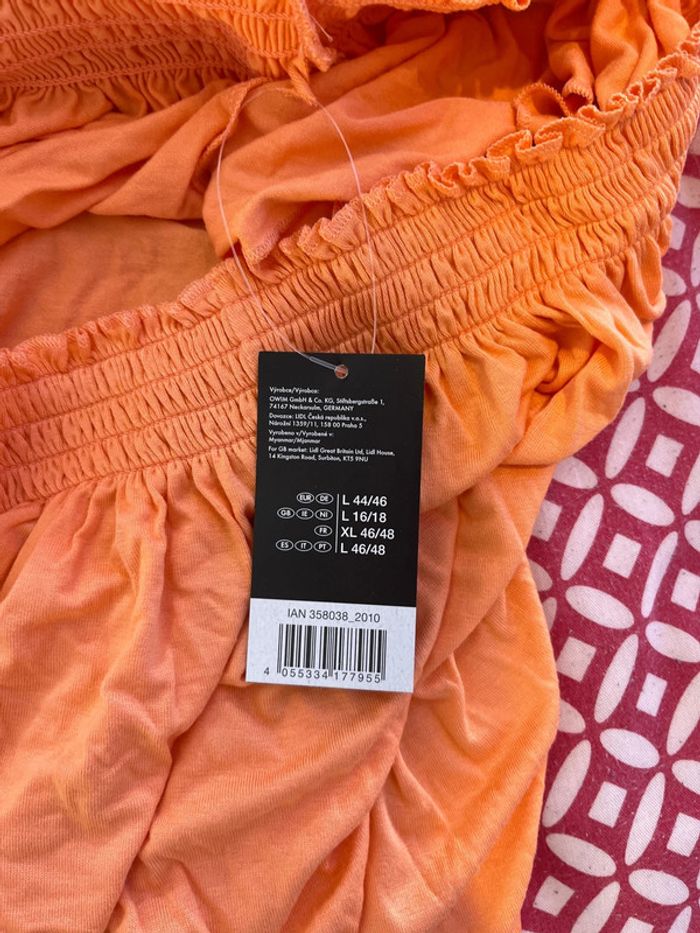 Výrobce/Výrobca:
OWIM GmbH & Co. KG, Stiftsbergstraße 1,
74167 Neckarsulm, GERMANY
Dovozce: LIDL Česká republika v.o.s.,
Nárožní 1359/11, 158 00 Praha 5
Vyrobeno v/Vyrobené v:
Myanmar/Mjanmar
For GB market: Lidl Great Britain Ltd, Lidl House,
14 Kingston Road, Surbiton, KT5 9NU
EUR DE L 44/46
GB IE NI L 16/18
FR XL 46/48
ES IT PT L 46/48
IAN 358038_2010
4 055334 177955